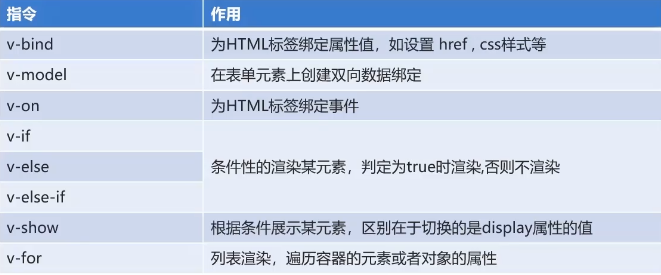 指令 作用
v-bind 为HTML标签绑定属性值，如设置 href , css样式等
v-model 在表单元素上创建双向数据绑定
v-on 为HTML标签绑定事件
v-if
v-else 条件性的渲染某元素，判定为true时渲染,否则不渲染
v-else-if
v-show 根据条件展示某元素，区别在于切换的是display属性的值
v-for 列表渲染，遍历容器的元素或者对象的属性